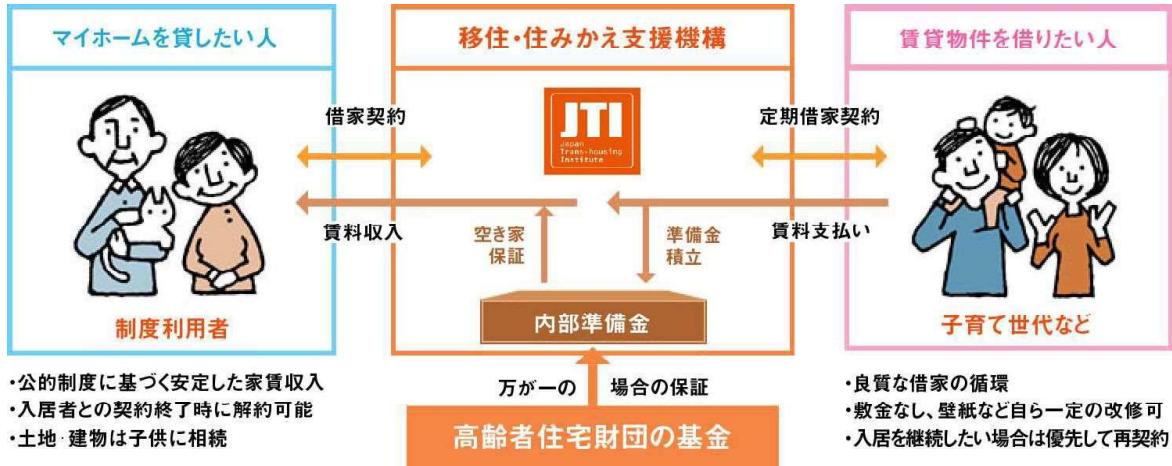 マイホームを貸したい人
移住・住みかえ支援機構
賃貸物件を借りたい人
JTI
Japan
Trans-housing
Institute
借家契約
定期借家契約
賃料収入
空き家
保証
準備金
積立
賃料支払い
内部準備金
制度利用者
子育て世代など
・公的制度に基づく安定した家賃収入
・入居者との契約終了時に解約可能
・土地・建物は子供に相続
万が一の 場合の保証
高齢者住宅財団の基金
・良質な借家の循環
・敷金なし、壁紙など自ら一定の改修可
・入居を継続したい場合は優先して再契約